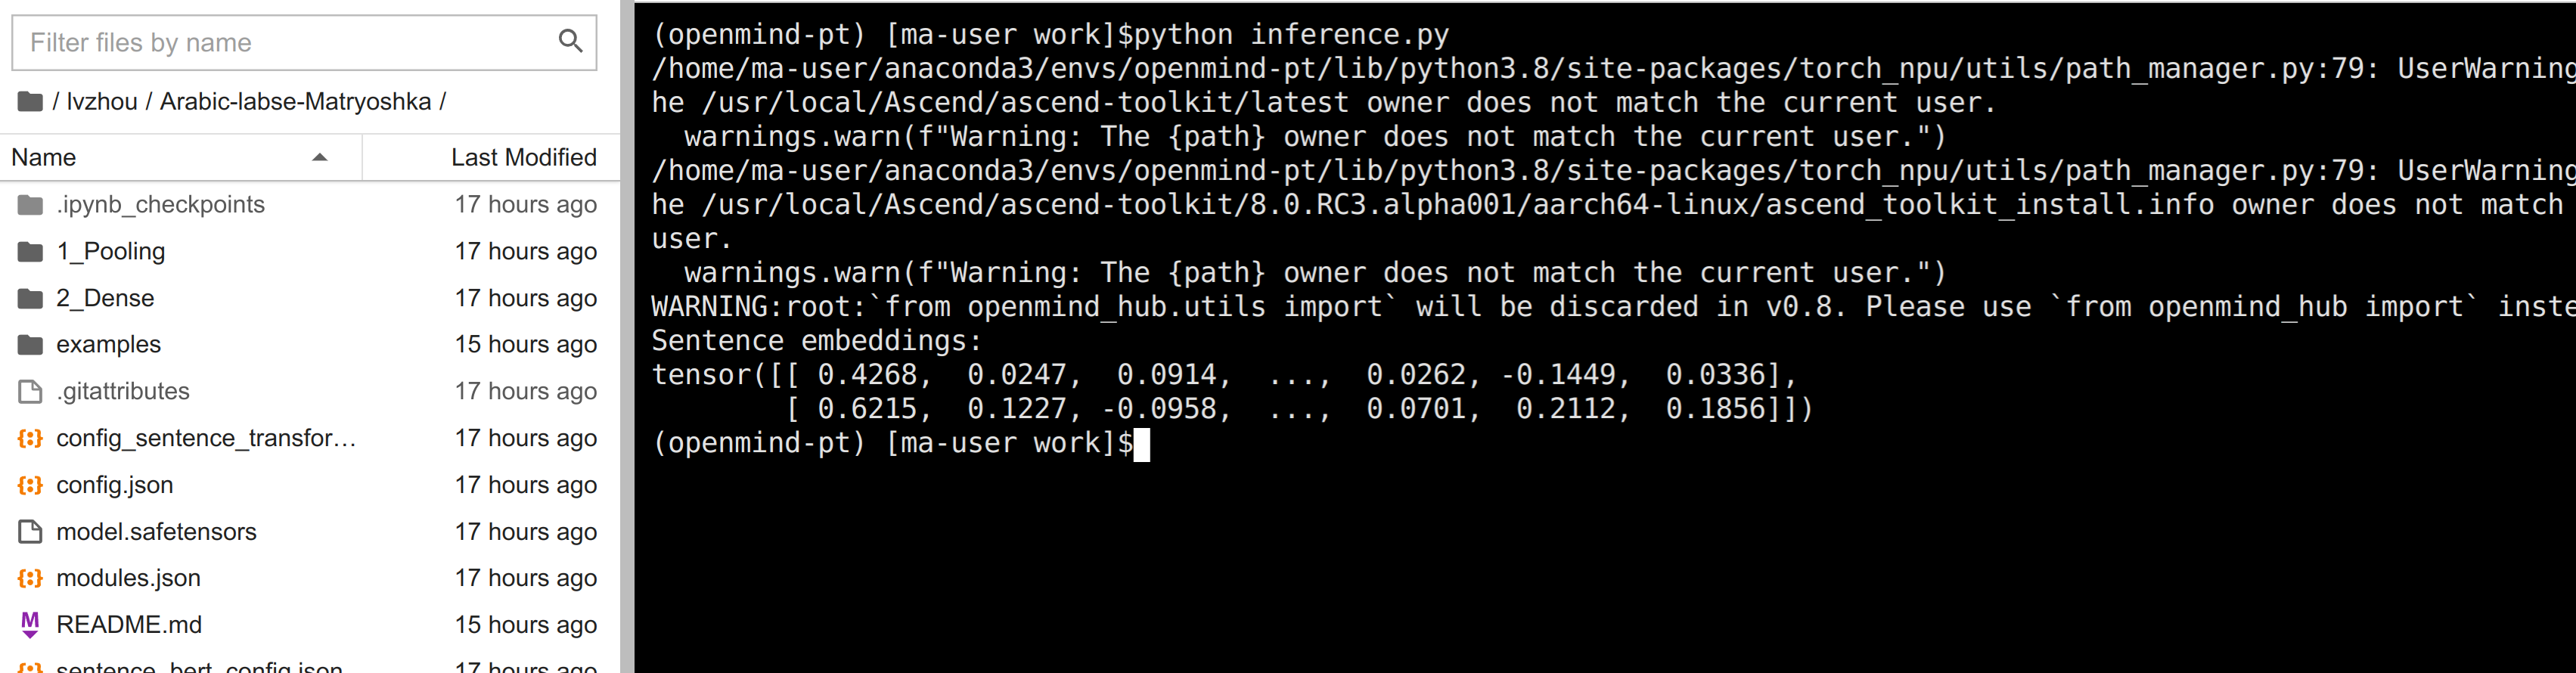 Filter files by name
/ lvzhou / Arabic-labse-Matryoshka /
Name Last Modified
.ipynb_checkpoints 17 hours ago
1_Pooling 17 hours ago
2_Dense 17 hours ago
examples 15 hours ago
.gitattributes 17 hours ago
config_sentence_transfor… 17 hours ago
config.json 17 hours ago
model.safetensors 17 hours ago
modules.json 17 hours ago
README.md 15 hours ago
sentence_bert_config.json 17 hours ago
(openmind-pt) [ma-user work]$python inference.py
/home/ma-user/anaconda3/envs/openmind-pt/lib/python3.8/site-packages/torch_npu/utils/path_manager.py:79: UserWarning
he /usr/local/Ascend/ascend-toolkit/latest owner does not match the current user.
warnings.warn(f"Warning: The {path} owner does not match the current user.")
/home/ma-user/anaconda3/envs/openmind-pt/lib/python3.8/site-packages/torch_npu/utils/path_manager.py:79: UserWarning
he /usr/local/Ascend/ascend-toolkit/8.0.RC3.alpha001/aarch64-linux/ascend_toolkit_install.info owner does not match
user.
warnings.warn(f"Warning: The {path} owner does not match the current user.")
WARNING:root:`from openmind_hub.utils import` will be discarded in v0.8. Please use `from openmind_hub import` inste
Sentence embeddings:
tensor([[ 0.4268, 0.0247, 0.0914, ..., 0.0262, -0.1449, 0.0336],
[ 0.6215, 0.1227, -0.0958, ..., 0.0701, 0.2112, 0.1856]])
(openmind-pt) [ma-user work]$